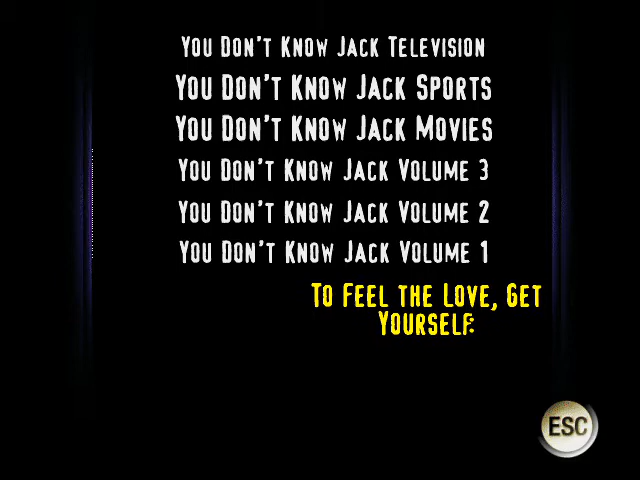 You Don't Know Jack Television
You Don't Know Jack Sports
You Don't Know Jack Movies
You Don't Know Jack Volume 3
You Don't Know Jack Volume 2
You Don't Know Jack Volume 1
To Feel the Love, Get
Yourself:
ESC